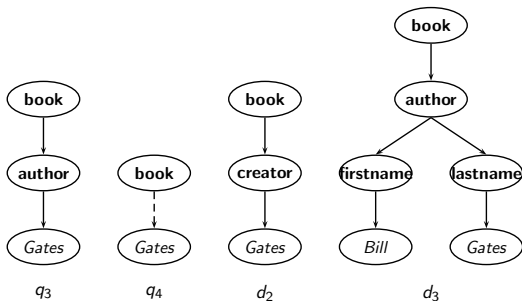 book
book book author
author book creator firstname lastname
Gates Gates Gates Bill Gates
q3 q4 d2 d3